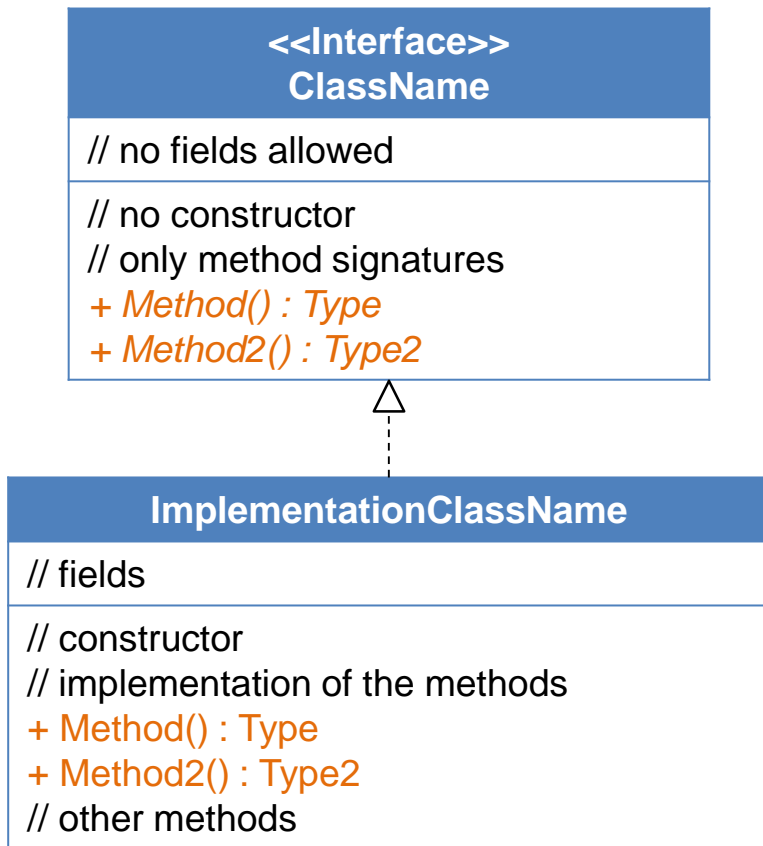 <<Interface>>
ClassName
// no fields allowed
// no constructor
// only method signatures
+ Method() : Type
+ Method2() : Type2
ImplementationClassName
// fields
// constructor
// implementation of the methods
+ Method() : Type
+ Method2() : Type2
// other methods